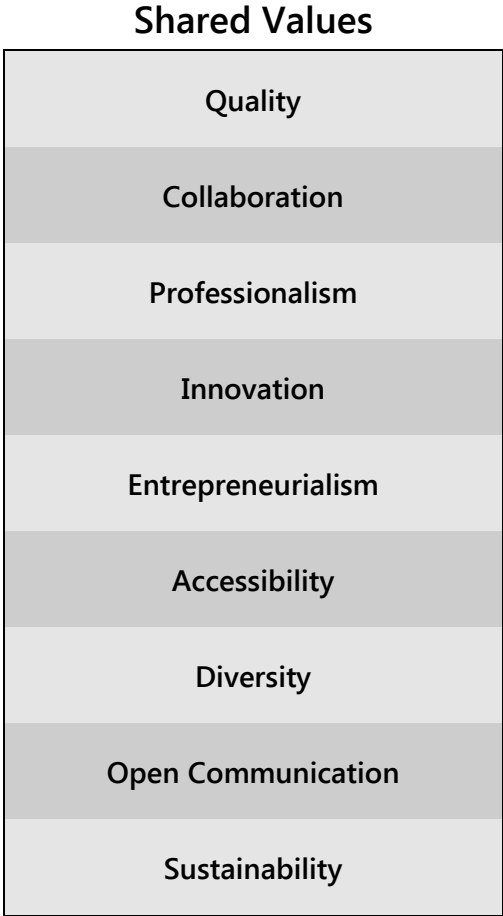 Shared Values
Quality
Collaboration
Professionalism
Innovation
Entrepreneurialism
Accessibility
Diversity
Open Communication
Sustainability